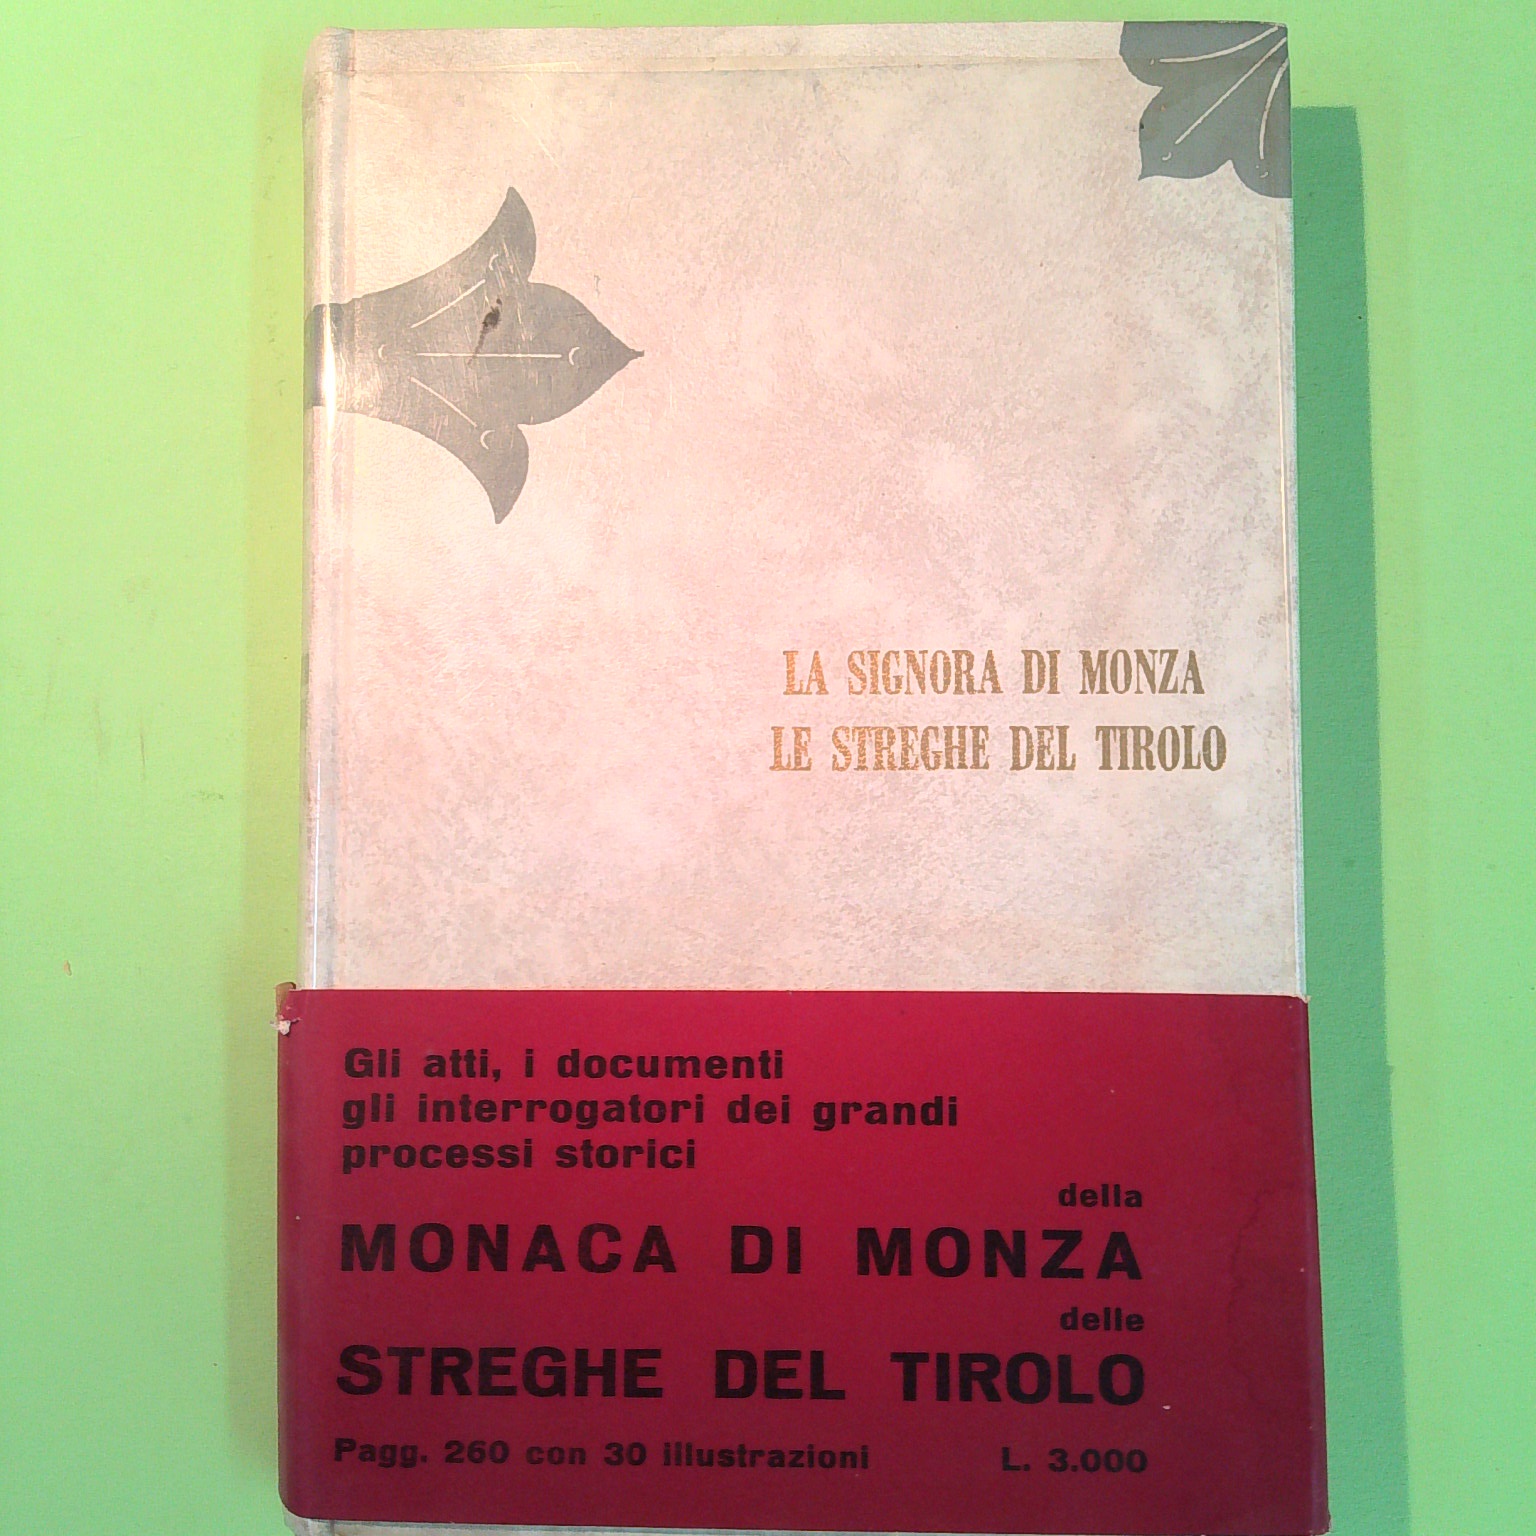 LA SIGNORA DI MONZA
LE STREGHE DEL TIROLO
Gli atti, i documenti
gli interrogatori dei grandi
processi storici
della
MONACA DI MONZA
delle
STREGHE DEL TIROLO
Pagg. 260 con 30 illustrazioni L. 3.000